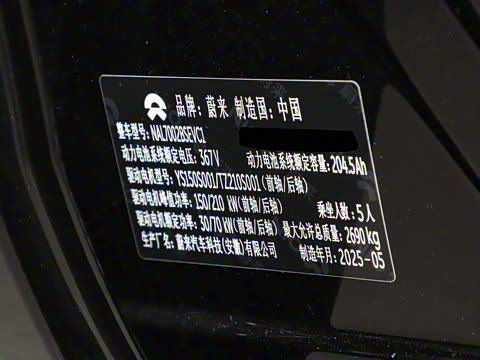 品牌：蔚来 制造国：中国
整车型号：NAL7002BSEVC1
动力电池系统额定电压：367V 动力电池系统额定容量：204.5Ah
驱动电机型号：YS150S001/TZ210S001（前轴/后轴）
驱动电机峰值功率：150/210 kW（前轴/后轴） 乘坐人数：5人
驱动电机额定功率：30/70 kW（前轴/后轴） 最大允许总质量：2690kg
生产厂名：蔚来汽车科技（安徽）有限公司 制造年月：2025-05